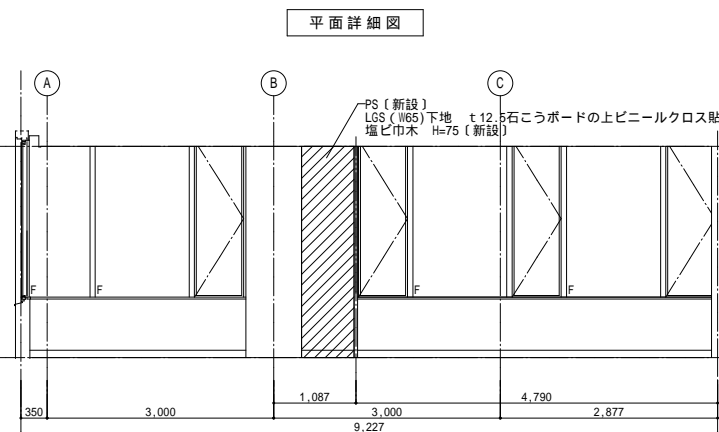 平面詳細図
A
B
C
PS〔新設〕
LGS(W65)下地 t12.5石こうボードの上ビニールクロス貼
塩ビ巾木 H=75〔新設〕
F
F
F
F
1,087
4,790
350
3,000
3,000
2,877
9,227